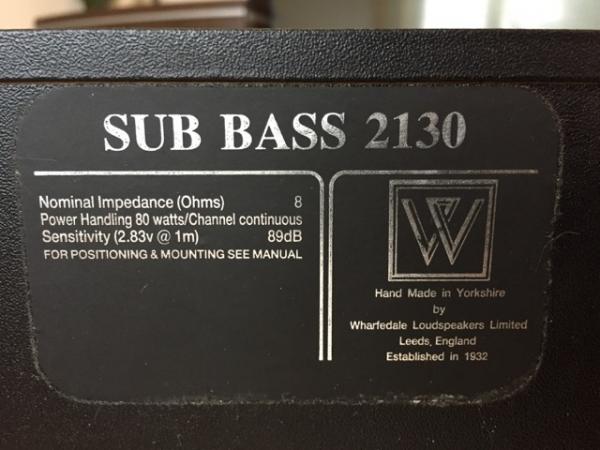 SUB BASS 2130
Nominal Impedance (Ohms) 8
Power Handling 80 watts/Channel continuous
Sensitivity (2.83v @ 1m) 89dB
FOR POSITIONING & MOUNTING SEE MANUAL
W
Hand Made in Yorkshire
by
Wharfedale Loudspeakers Limited
Leeds, England
Established in 1932